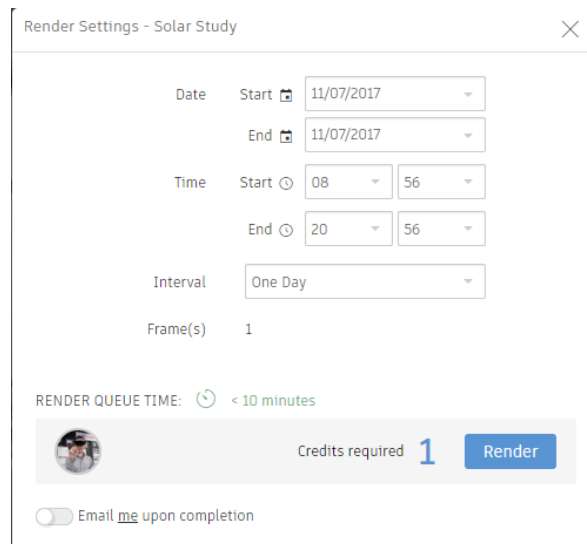 Render Settings - Solar Study
Date Start 11/07/2017
End 11/07/2017
Time Start 08 56
End 20 56
Interval One Day
Frame(s) 1
RENDER QUEUE TIME: < 10 minutes
Credits required 1 Render
Email me upon completion